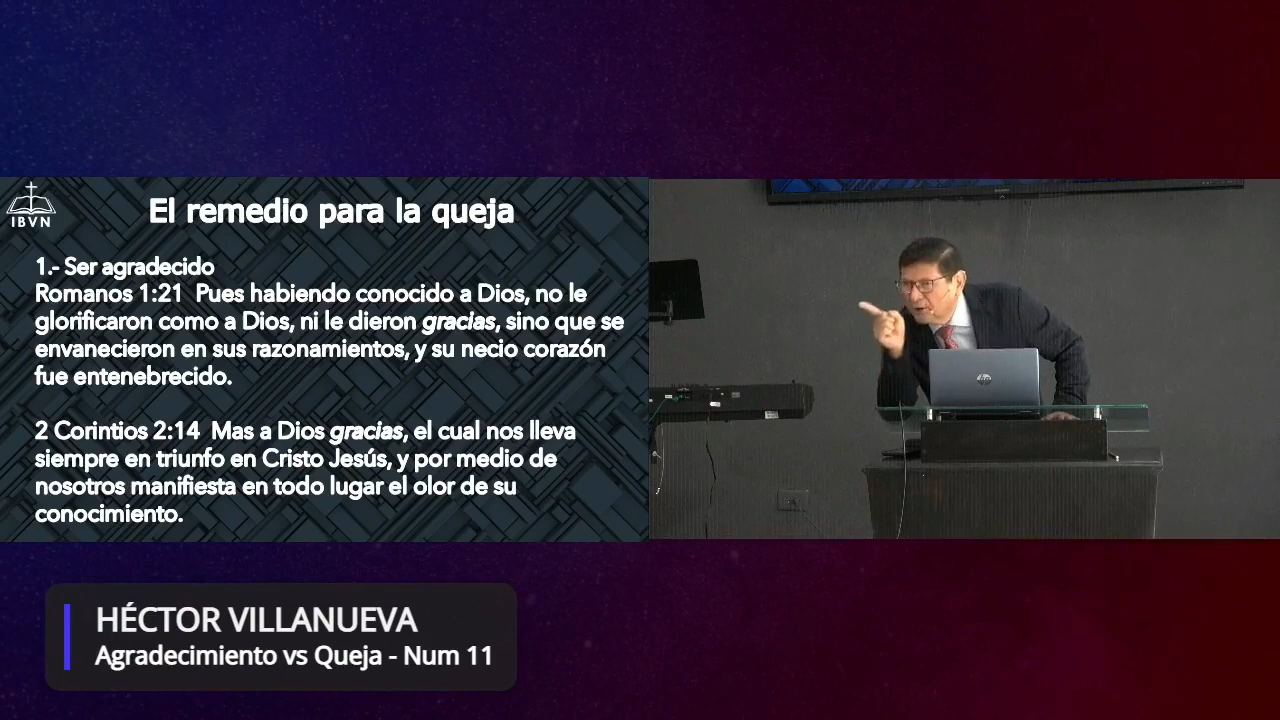 IBVN
El remedio para la queja
1.- Ser agradecido
Romanos 1:21 Pues habiendo conocido a Dios, no le
glorificaron como a Dios, ni le dieron gracias, sino que se
envanecieron en sus razonamientos, y su necio corazón
fue entenebrecido.
2 Corintios 2:14 Mas a Dios gracias, el cual nos lleva
siempre en triunfo en Cristo Jesús, y por medio de
nosotros manifiesta en todo lugar el olor de su
conocimiento.
hp
HÉCTOR VILLANUEVA
Agradecimiento vs Queja - Num 11